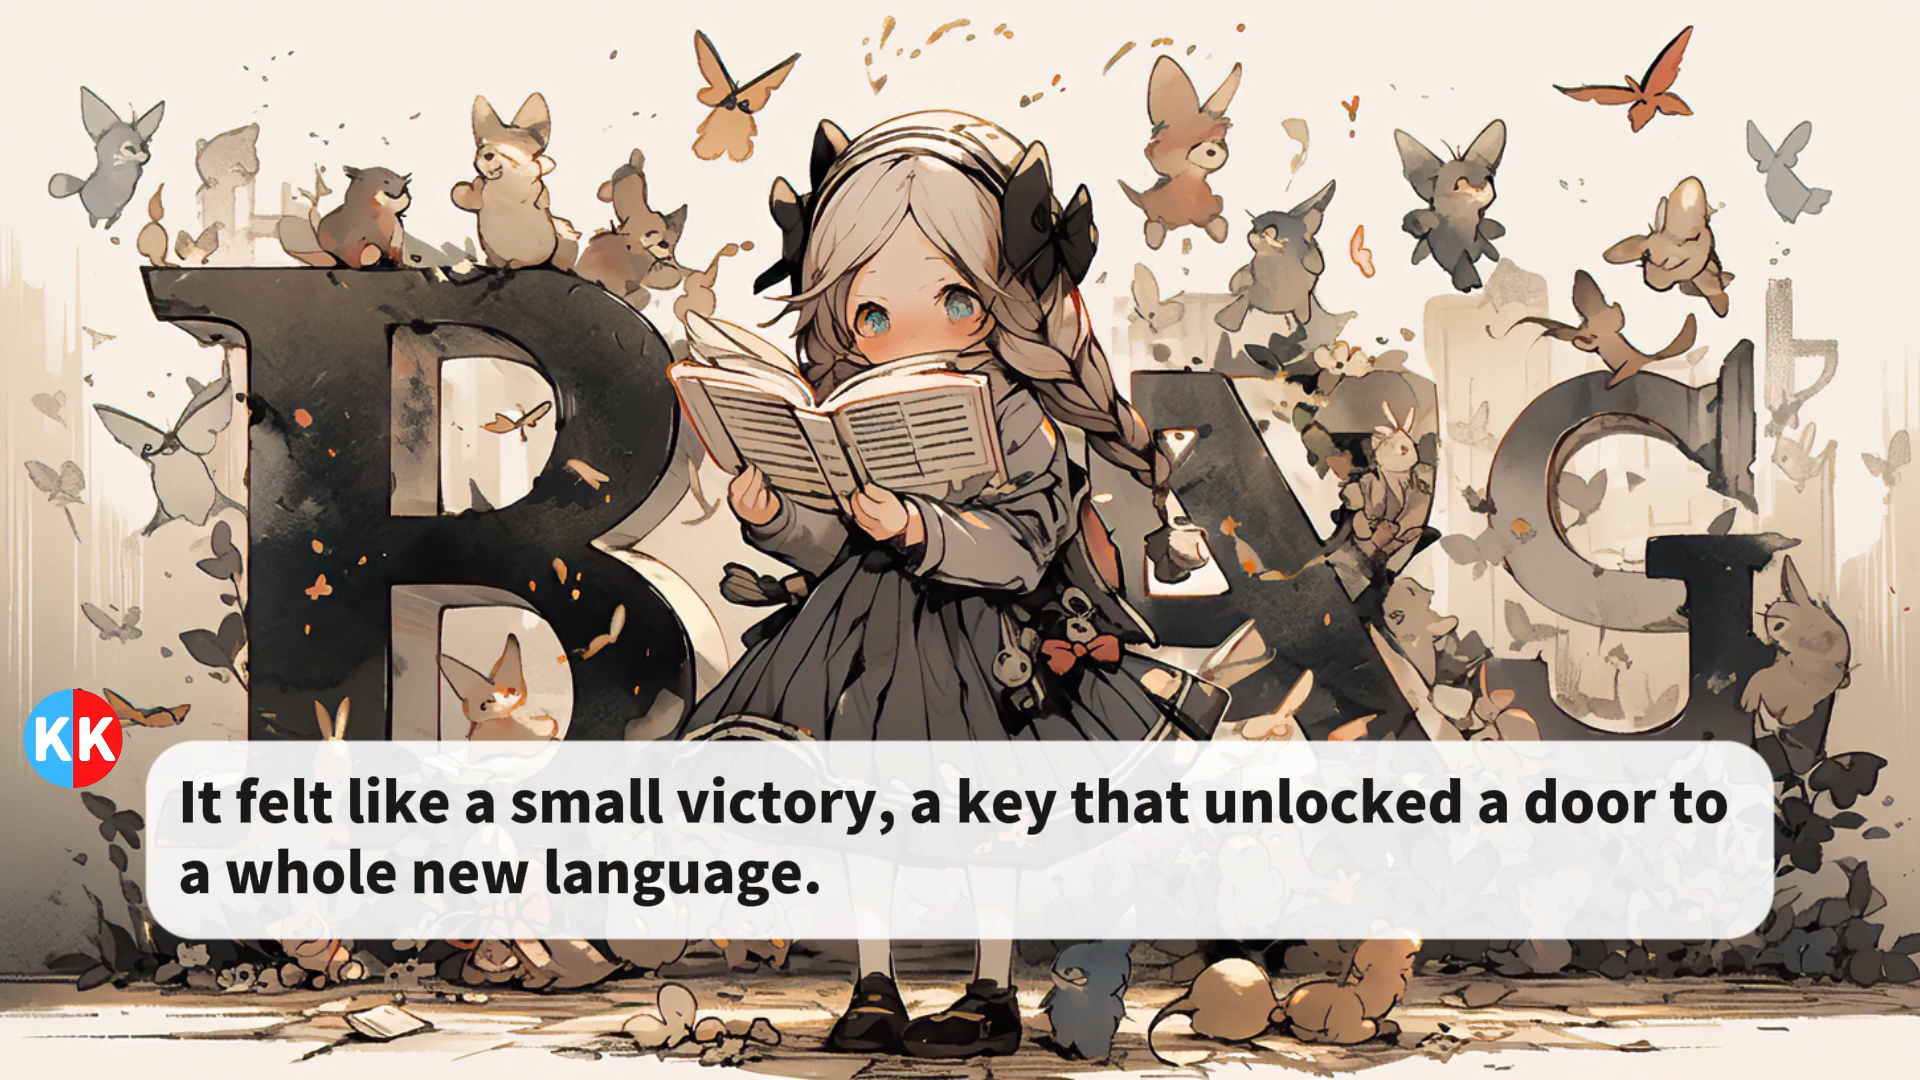 B A G
KK
It felt like a small victory, a key that unlocked a door to
a whole new language.